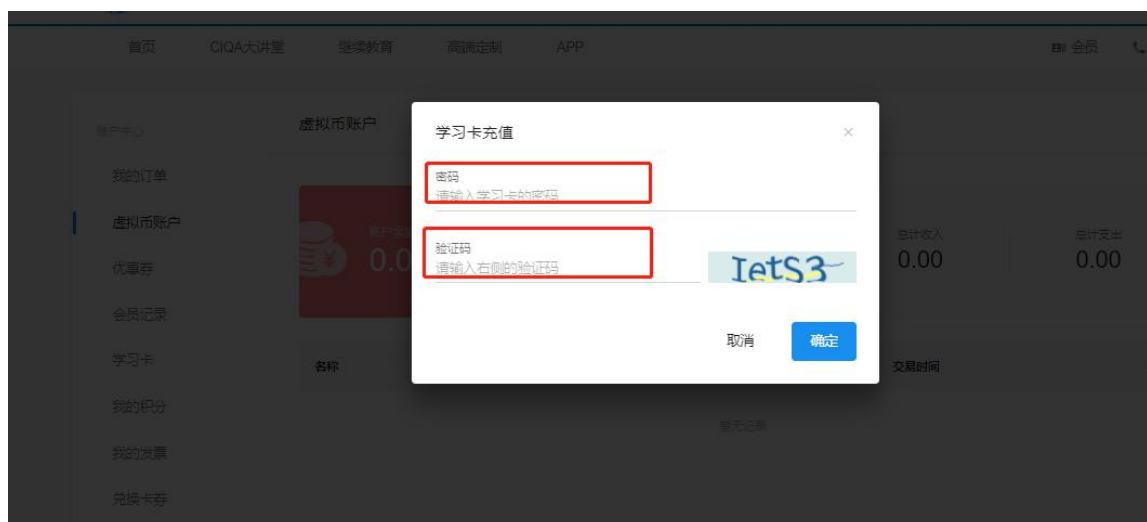 首页 CIQA大讲堂 继续教育 高端定制 APP 会员
账户中心
虚拟币账户
学习卡充值 ×
我的订单
密码
请输入学习卡的密码
虚拟币账户
总计收入 总计支出
0.0
0.00 0.00
验证码
请输入右侧的验证码
IetS3
优惠券
会员记录
取消 确定
学习卡
名称 交易时间
我的积分
暂无记录
我的发票
兑换卡券